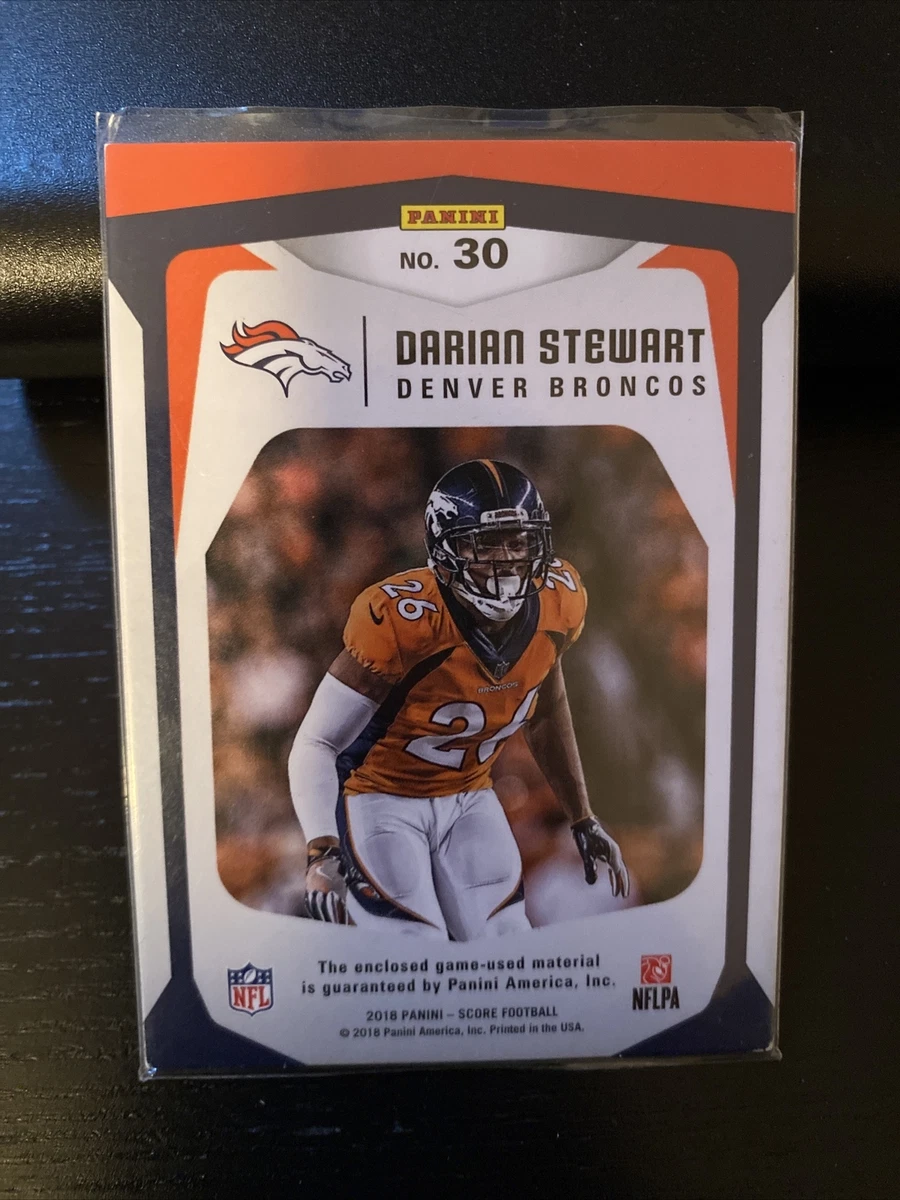 PANINI
NO. 30
DARIAN STEWART
DENVER BRONCOS
26
BRONCOS
26
The enclosed game-used material
is guaranteed by Panini America, Inc.
NFL
NFLPA
2018 PANINI – SCORE FOOTBALL
© 2018 Panini America, Inc. Printed in the USA.